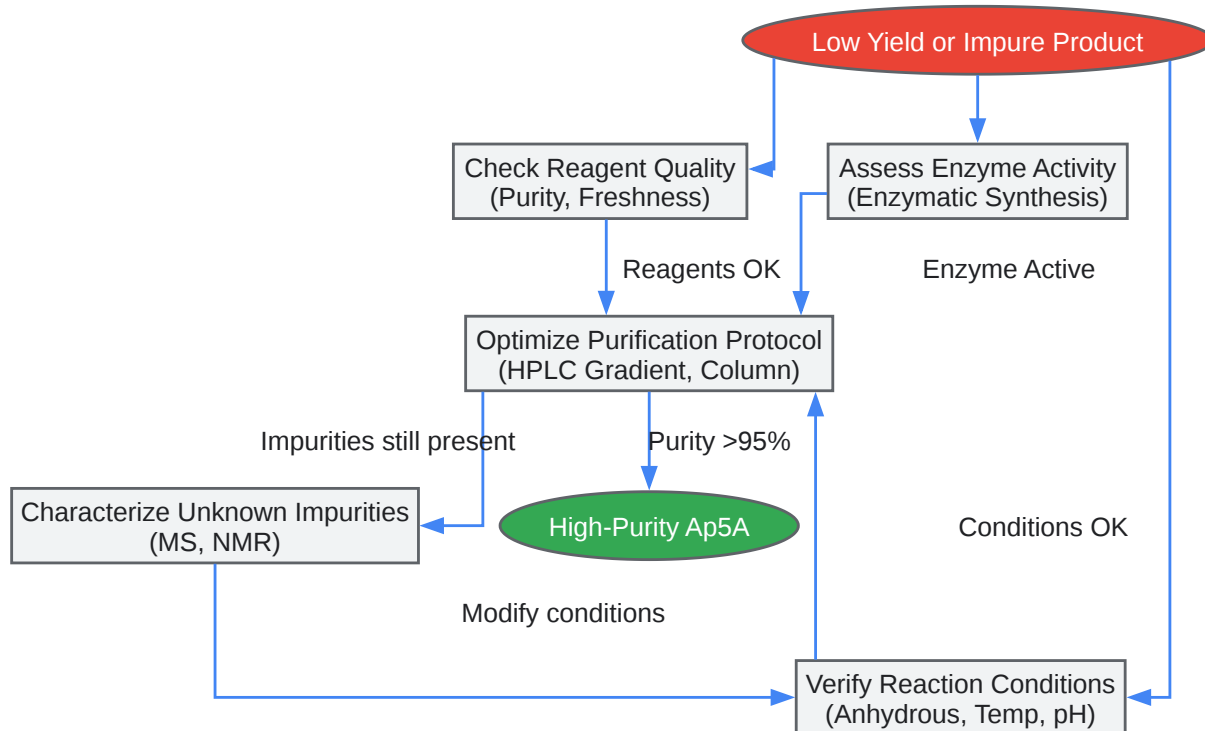 Low Yield or Impure Product
Check Reagent Quality
(Purity, Freshness)
Assess Enzyme Activity
(Enzymatic Synthesis)
Reagents OK
Enzyme Active
Optimize Purification Protocol
(HPLC Gradient, Column)
Impurities still present
Purity >95%
Characterize Unknown Impurities
(MS, NMR)
High-Purity Ap5A
Conditions OK
Modify conditions
Verify Reaction Conditions
(Anhydrous, Temp, pH)